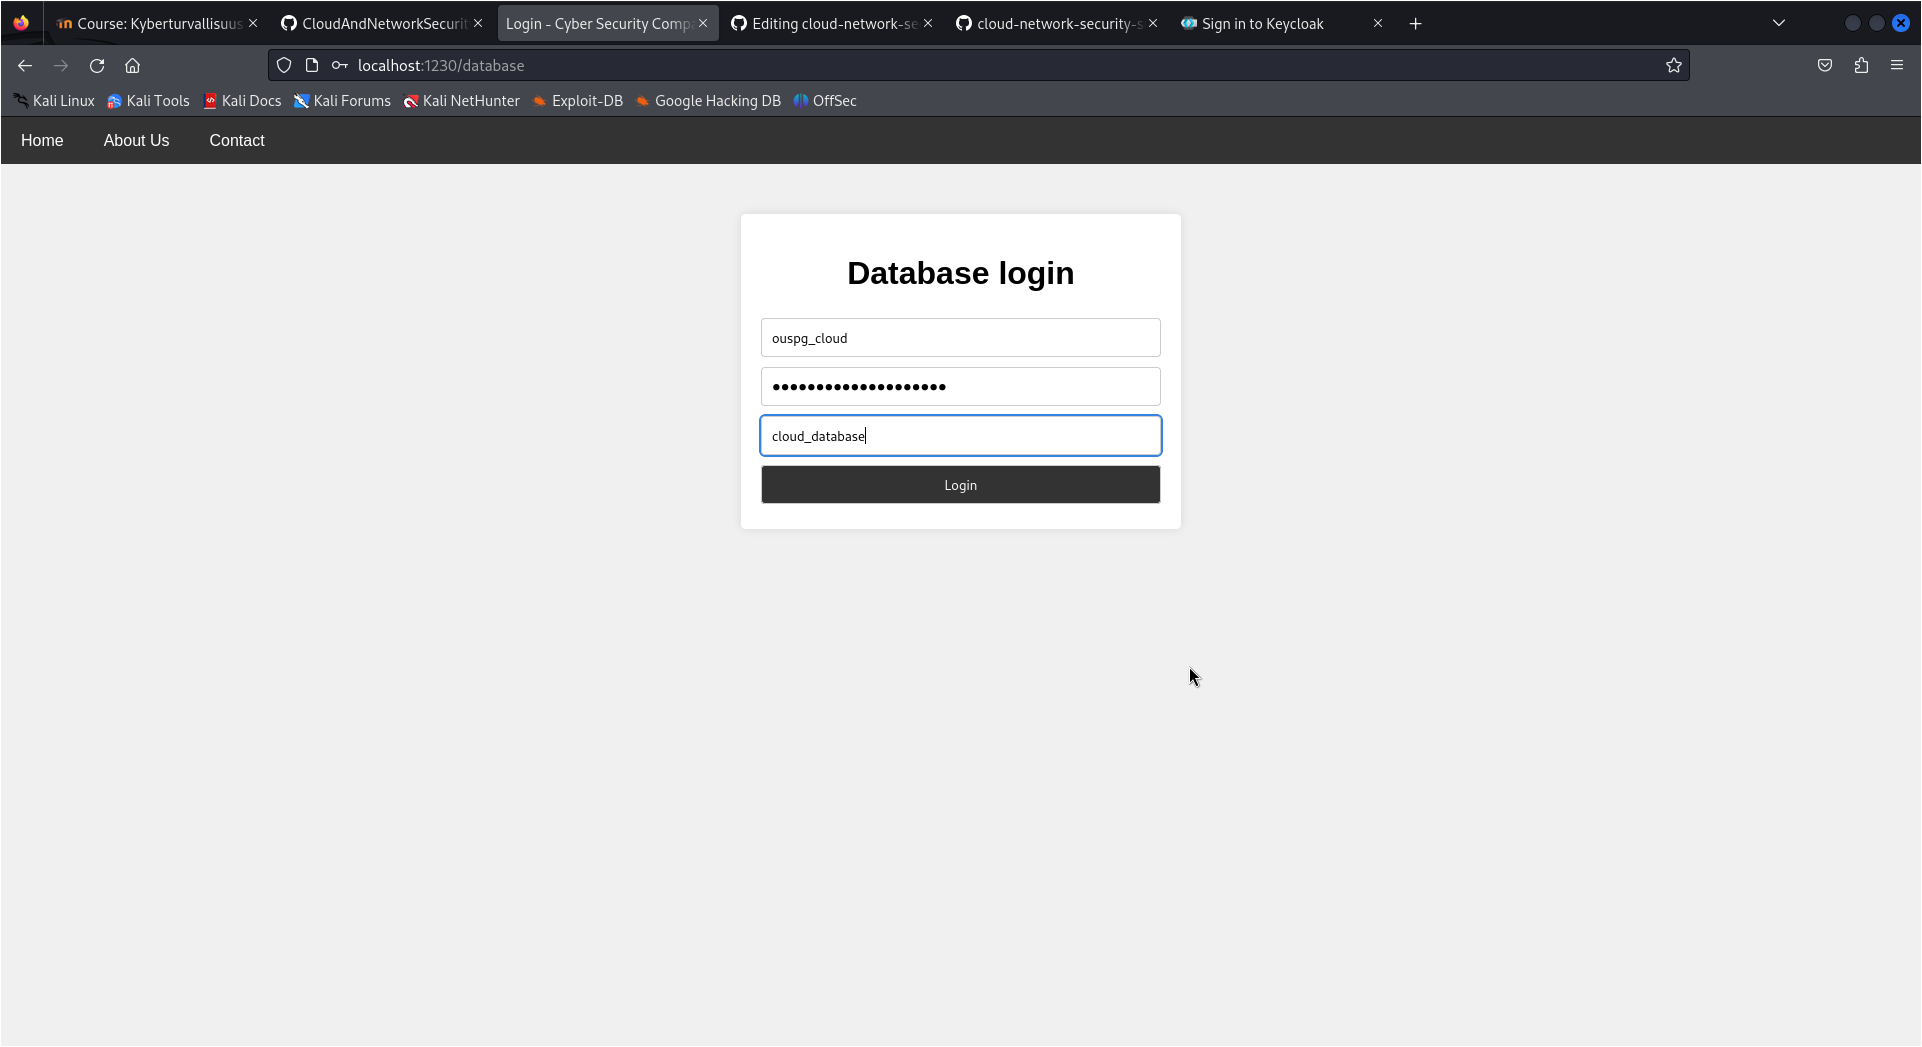 Course: Kyberturvallisuus
CloudAndNetworkSecurit
Login - Cyber Security Compa
Editing cloud-network-se
cloud-network-security-s
Sign in to Keycloak
localhost:1230/database
Kali Linux
Kali Tools
Kali Docs
Kali Forums
Kali NetHunter
Exploit-DB
Google Hacking DB
OffSec
Home
About Us
Contact
Database login
ouspg_cloud
●●●●●●●●●●●●●●●●●●●●
cloud_database
Login